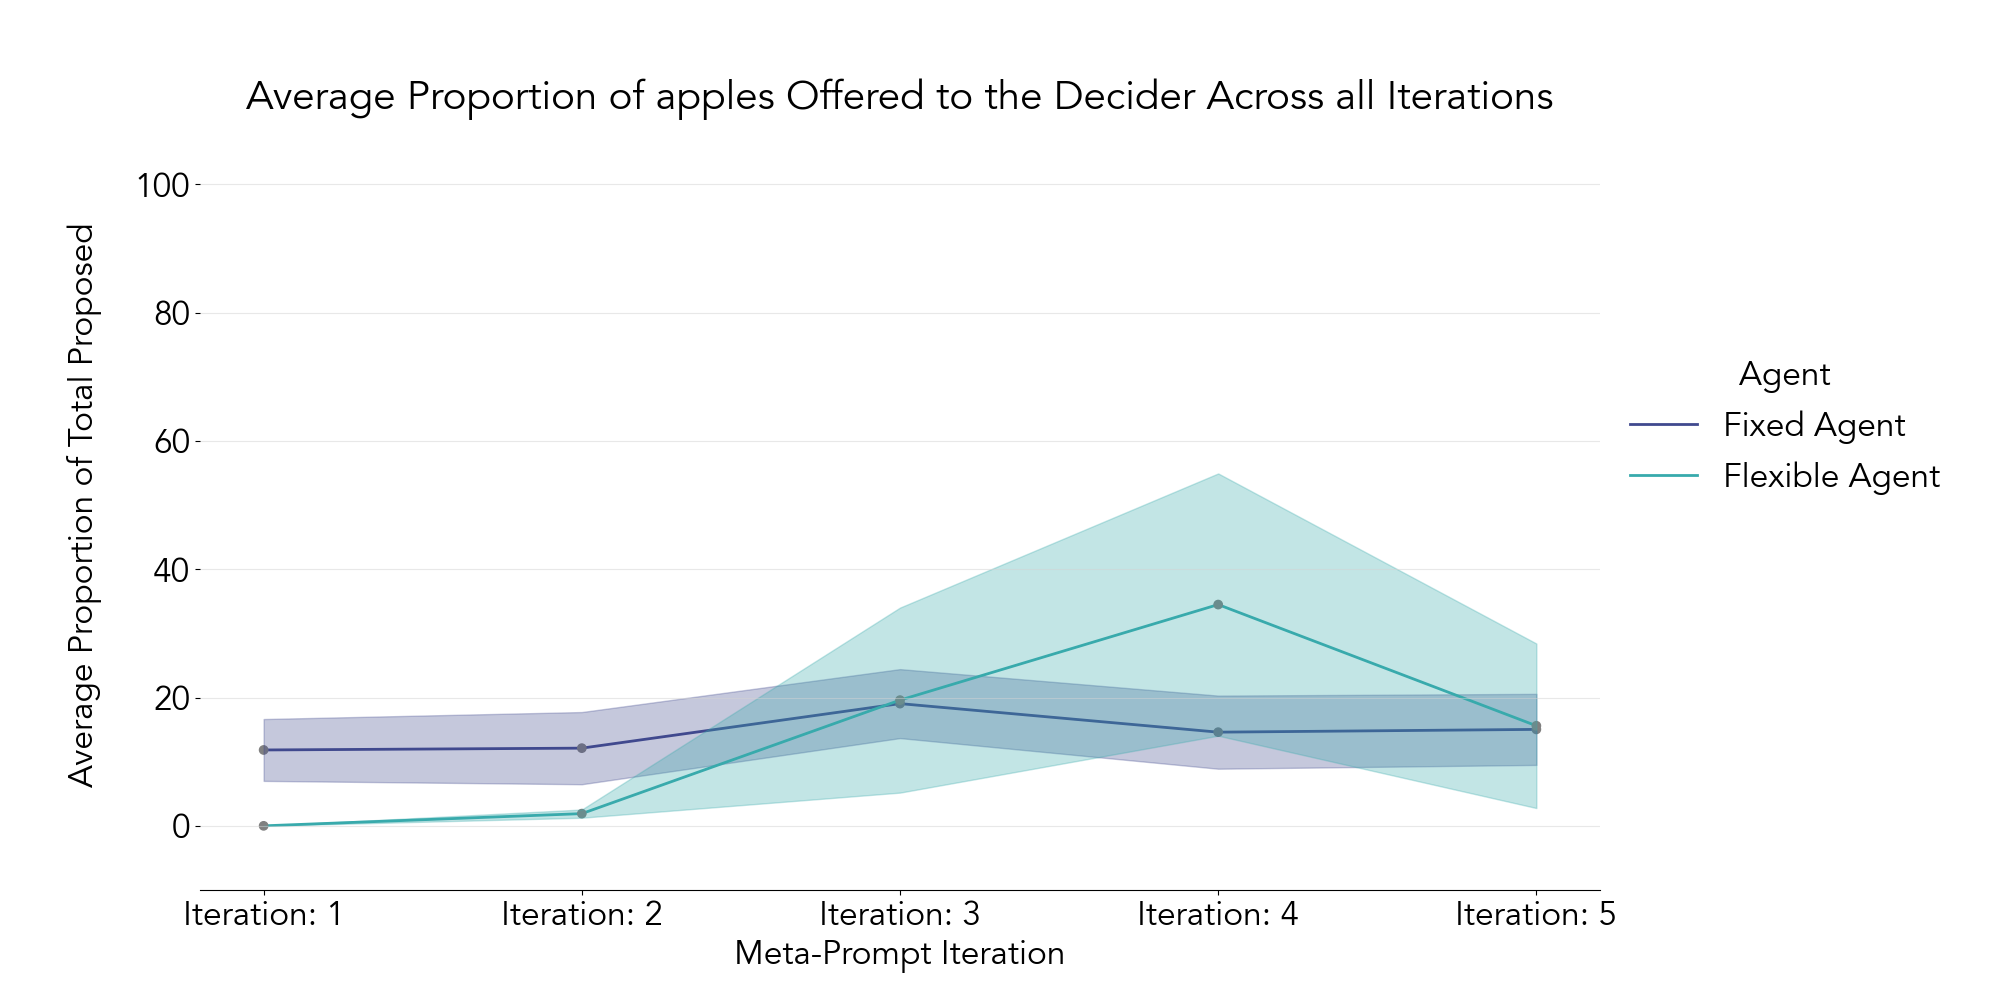 Average Proportion of apples Offered to the Decider Across all Iterations
Average Proportion of Total Proposed
100
80
60
40
20
0
Iteration: 1
Iteration: 2
Iteration: 3
Iteration: 4
Iteration: 5
Meta-Prompt Iteration
Agent
Fixed Agent
Flexible Agent